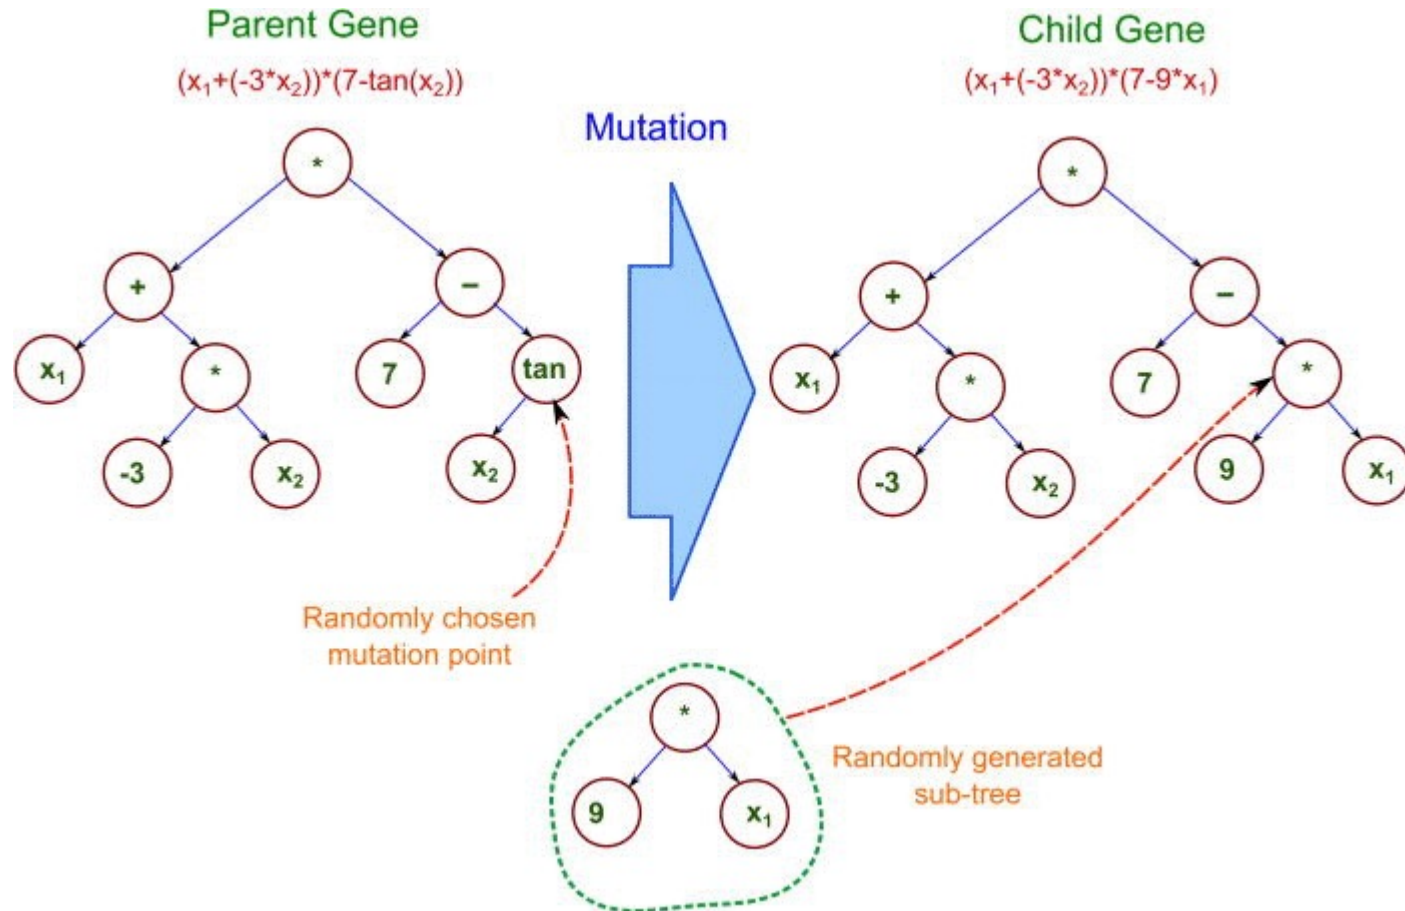 Parent Gene
(x₁+(-3*x₂))*(7-tan(x₂))
Child Gene
(x₁+(-3*x₂))*(7-9*x₁)
Mutation
*
+
–
x₁
*
7
tan
-3
x₂
x₂
*
+
–
x₁
*
7
*
-3
x₂
9
x₁
Randomly chosen
mutation point
*
9
x₁
Randomly generated
sub-tree